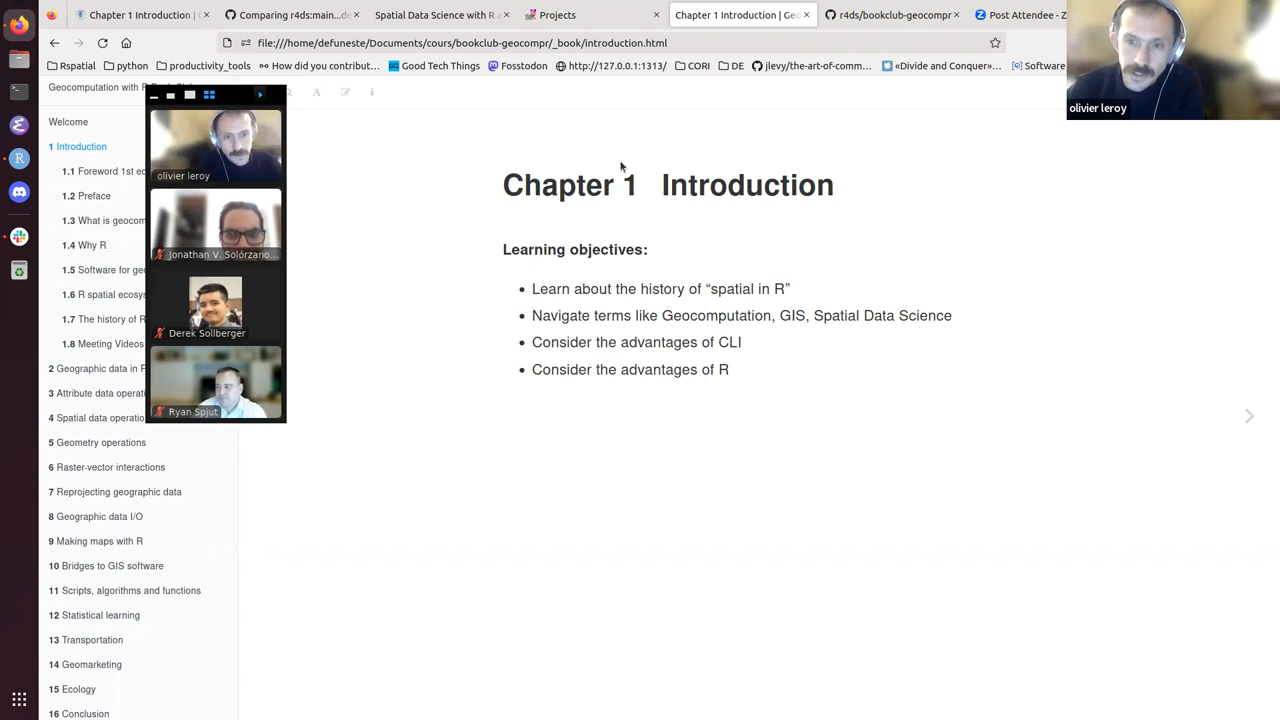 Chapter 1 Introduction | 
Comparing r4ds:main...de
Spatial Data Science with R a
Projects
Chapter 1 Introduction | Geo
r4ds/bookclub-geocompr
Post Attendee - Z
file:///home/defuneste/Documents/cours/bookclub-geocompr/_book/introduction.html
Rspatial
python
productivity_tools
How did you contribut…
Good Tech Things
Fosstodon
http://127.0.0.1:1313/
CORI
DE
jlevy/the-art-of-comm…
«Divide and Conquer»…
Software
olivier leroy
Geocomputation with R
Welcome
1 Introduction
1.1 Foreword 1st ed
1.2 Preface
1.3 What is geocom
1.4 Why R
1.5 Software for geo
1.6 R spatial ecosys
1.7 The history of R
1.8 Meeting Videos
2 Geographic data in R
3 Attribute data operati
4 Spatial data operatio
5 Geometry operations
6 Raster-vector interactions
7 Reprojecting geographic data
8 Geographic data I/O
9 Making maps with R
10 Bridges to GIS software
11 Scripts, algorithms and functions
12 Statistical learning
13 Transportation
14 Geomarketing
15 Ecology
16 Conclusion
olivier leroy
Jonathan V. Solórzano...
Derek Sollberger
Ryan Spjut
Chapter 1 Introduction
Learning objectives:
• Learn about the history of “spatial in R”
• Navigate terms like Geocomputation, GIS, Spatial Data Science
• Consider the advantages of CLI
• Consider the advantages of R